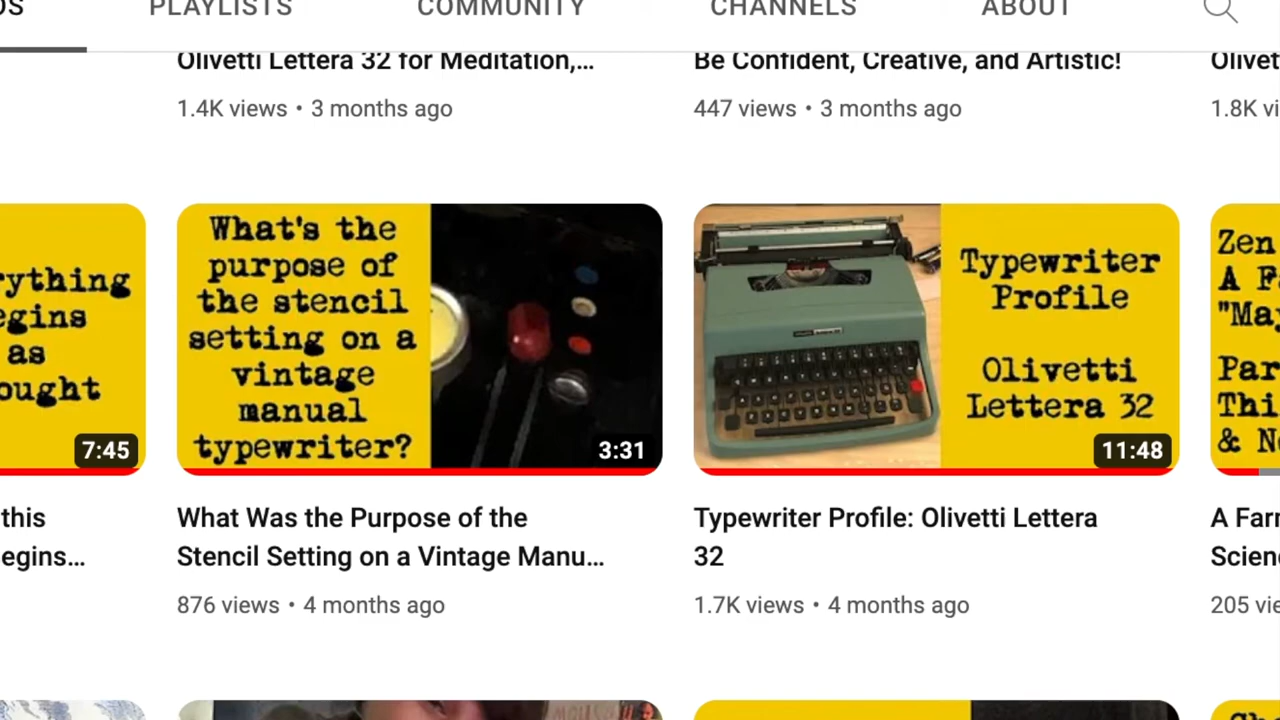 PLAYLISTS COMMUNITY CHANNELS ABOUT
Olivetti Lettera 32 for Meditation,...
1.4K views • 3 months ago
Be Confident, Creative, and Artistic!
447 views • 3 months ago
1.8K
What's the
purpose of
the stencil
setting on a
vintage
manual
typewriter?
3:31
Typewriter
Profile
Olivetti
Lettera 32
11:48
as
7:45
Zen
A
&
this
What Was the Purpose of the
Stencil Setting on a Vintage Manu...
876 views • 4 months ago
Typewriter Profile: Olivetti Lettera
32
1.7K views • 4 months ago
A
205